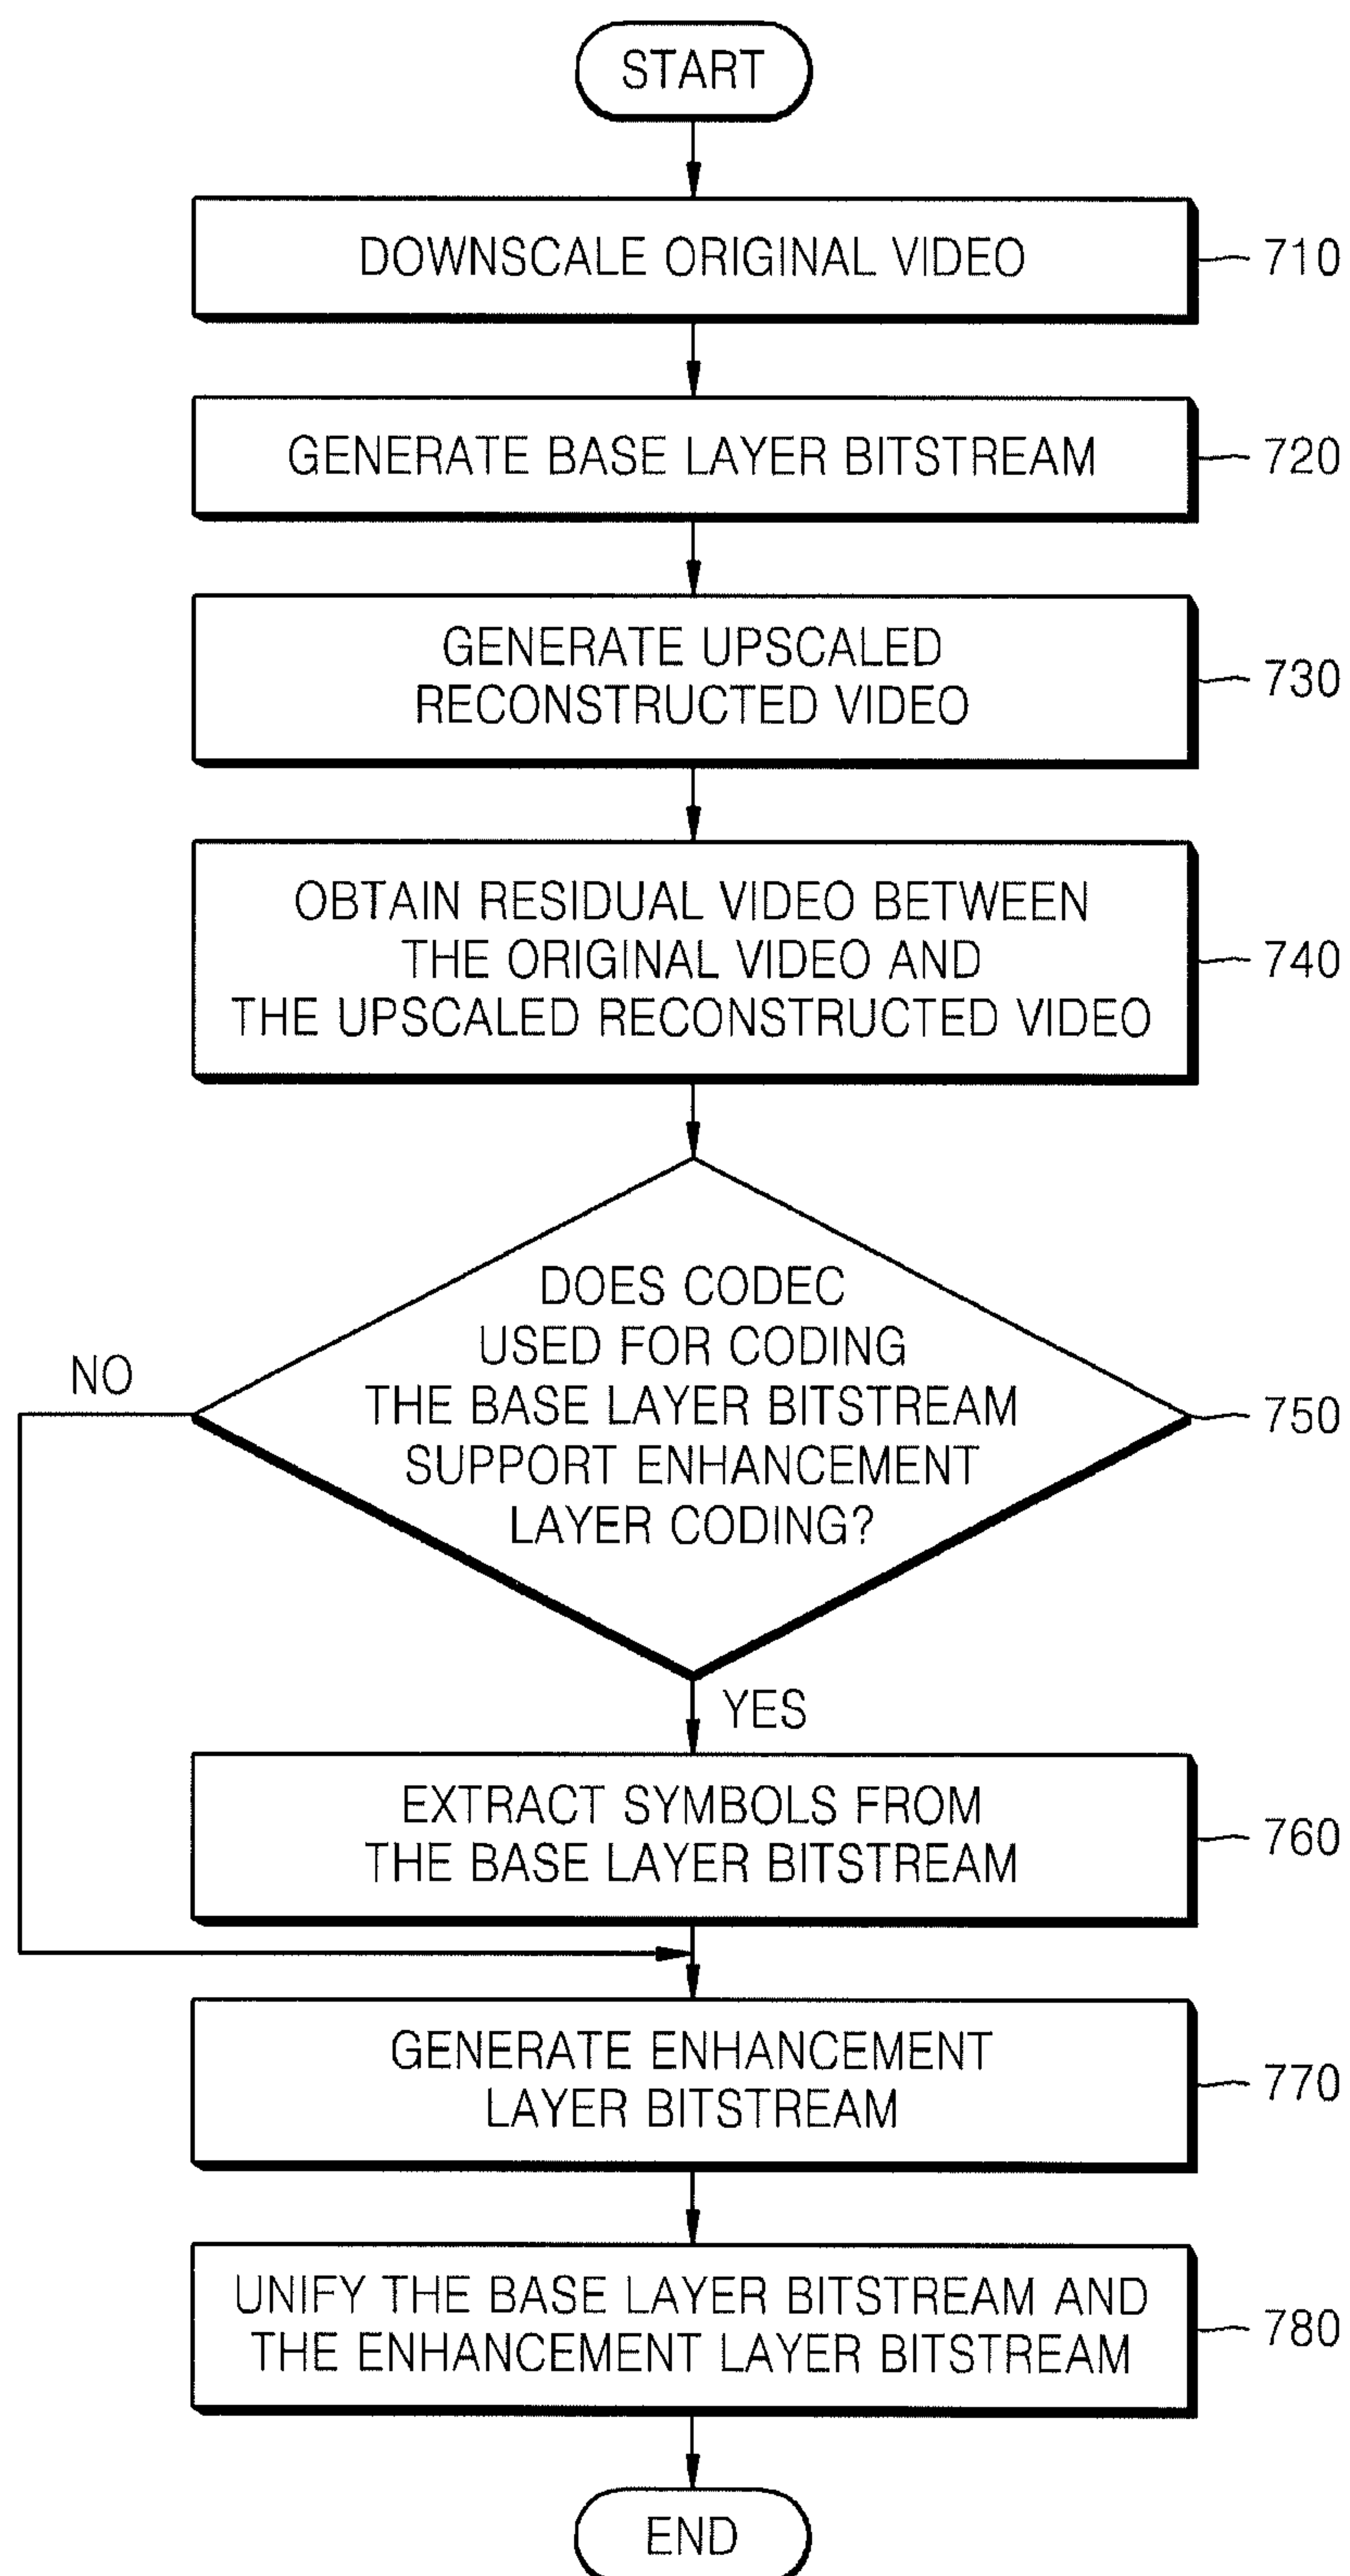 START
DOWNSCALE ORIGINAL VIDEO
710
GENERATE BASE LAYER BITSTREAM
720
GENERATE UPSCALED
RECONSTRUCTED VIDEO
730
OBTAIN RESIDUAL VIDEO BETWEEN
THE ORIGINAL VIDEO AND
THE UPSCALED RECONSTRUCTED VIDEO
740
DOES CODEC
USED FOR CODING
THE BASE LAYER BITSTREAM
SUPPORT ENHANCEMENT
LAYER CODING?
750
NO
YES
EXTRACT SYMBOLS FROM
THE BASE LAYER BITSTREAM
760
GENERATE ENHANCEMENT
LAYER BITSTREAM
770
UNIFY THE BASE LAYER BITSTREAM AND
THE ENHANCEMENT LAYER BITSTREAM
780
END